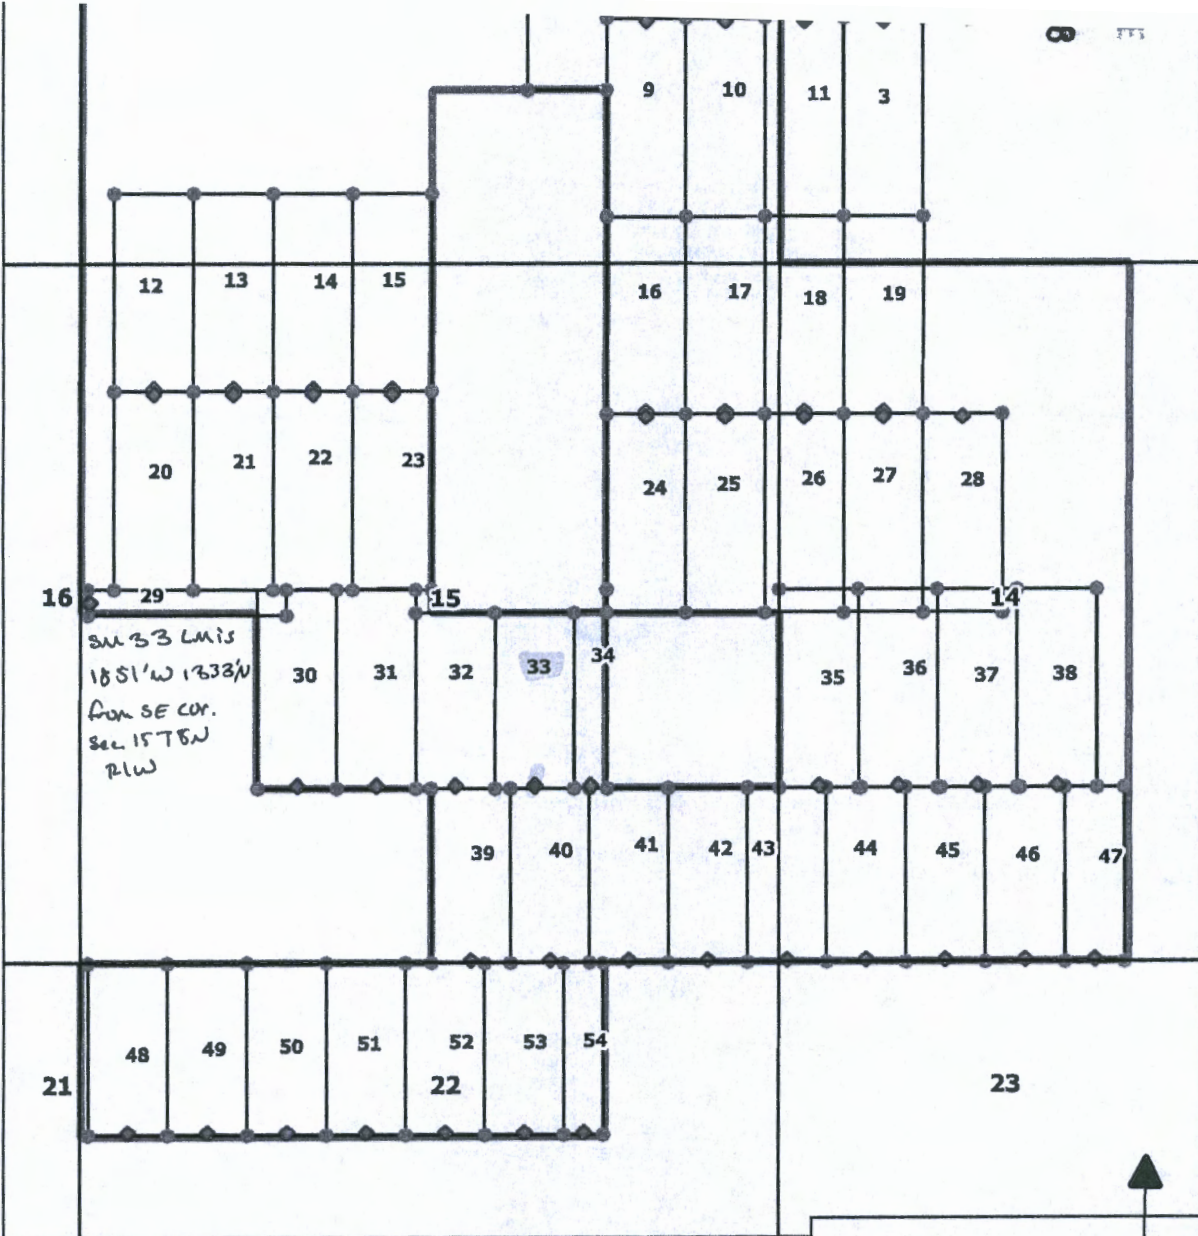 8
9 10 11 3
12 13 14 15 16 17 18 19
20 21 22 23 24 25 26 27 28
16 29 15 14
SM 33 LMis
1851'W 1333'N
from SE cor.
Sec 15 T8N
R1W
30 31 32 33 34 35 36 37 38
39 40 41 42 43 44 45 46 47
48 49 50 51 52 53 54
21 22 23